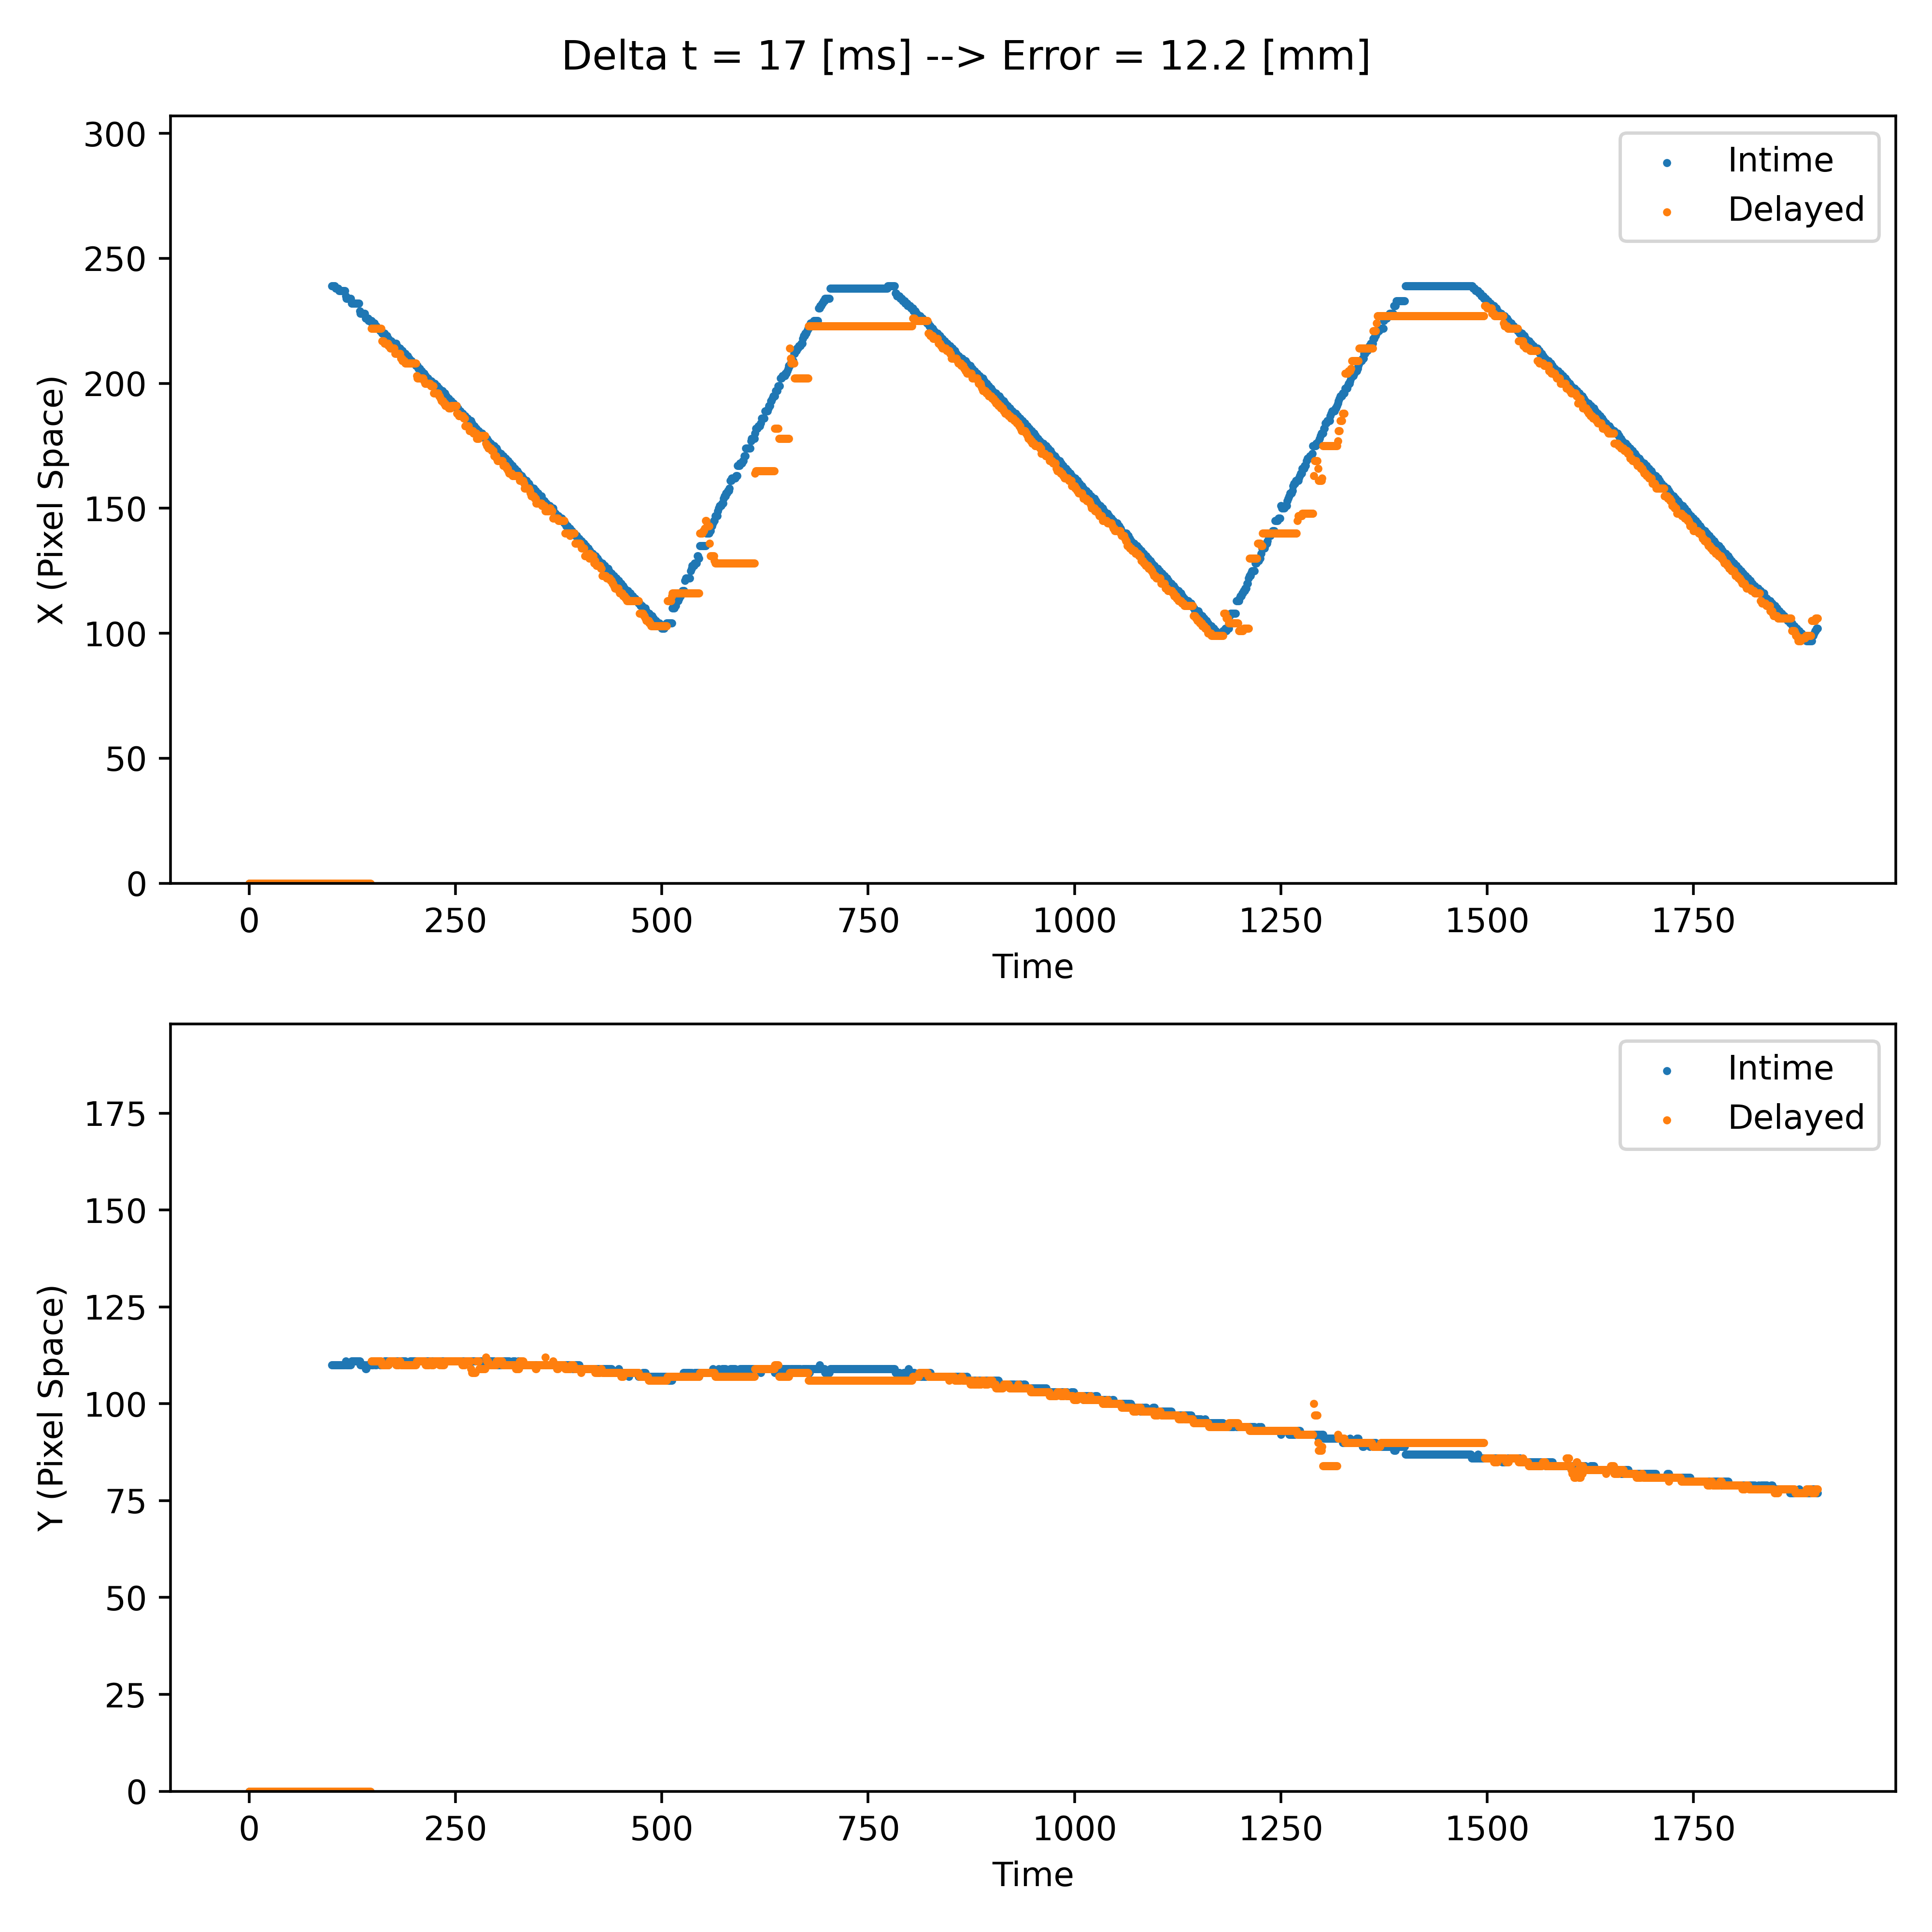 Delta t = 17 [ms] --> Error = 12.2 [mm]
300
250
200
150
100
50
0
X (Pixel Space)
Intime
Delayed
0 250 500 750 1000 1250 1500 1750
Time
175
150
125
100
75
50
25
0
Y (Pixel Space)
Intime
Delayed
0 250 500 750 1000 1250 1500 1750
Time